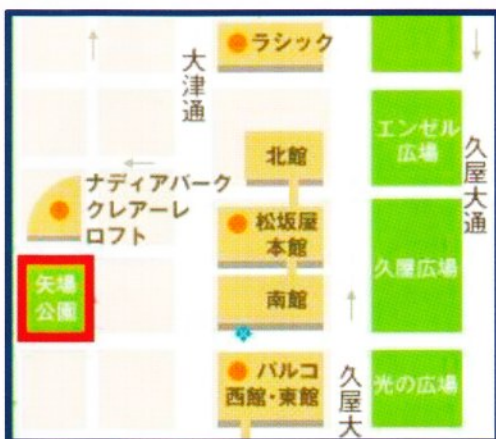 ラシック
大津通
エンゼル
広場
久屋大通
北館
ナディアパーク
クレアーレ
ロフト
松坂屋
本館
久屋広場
矢場
公園
南館
パルコ
西館・東館
久屋大
光の広場